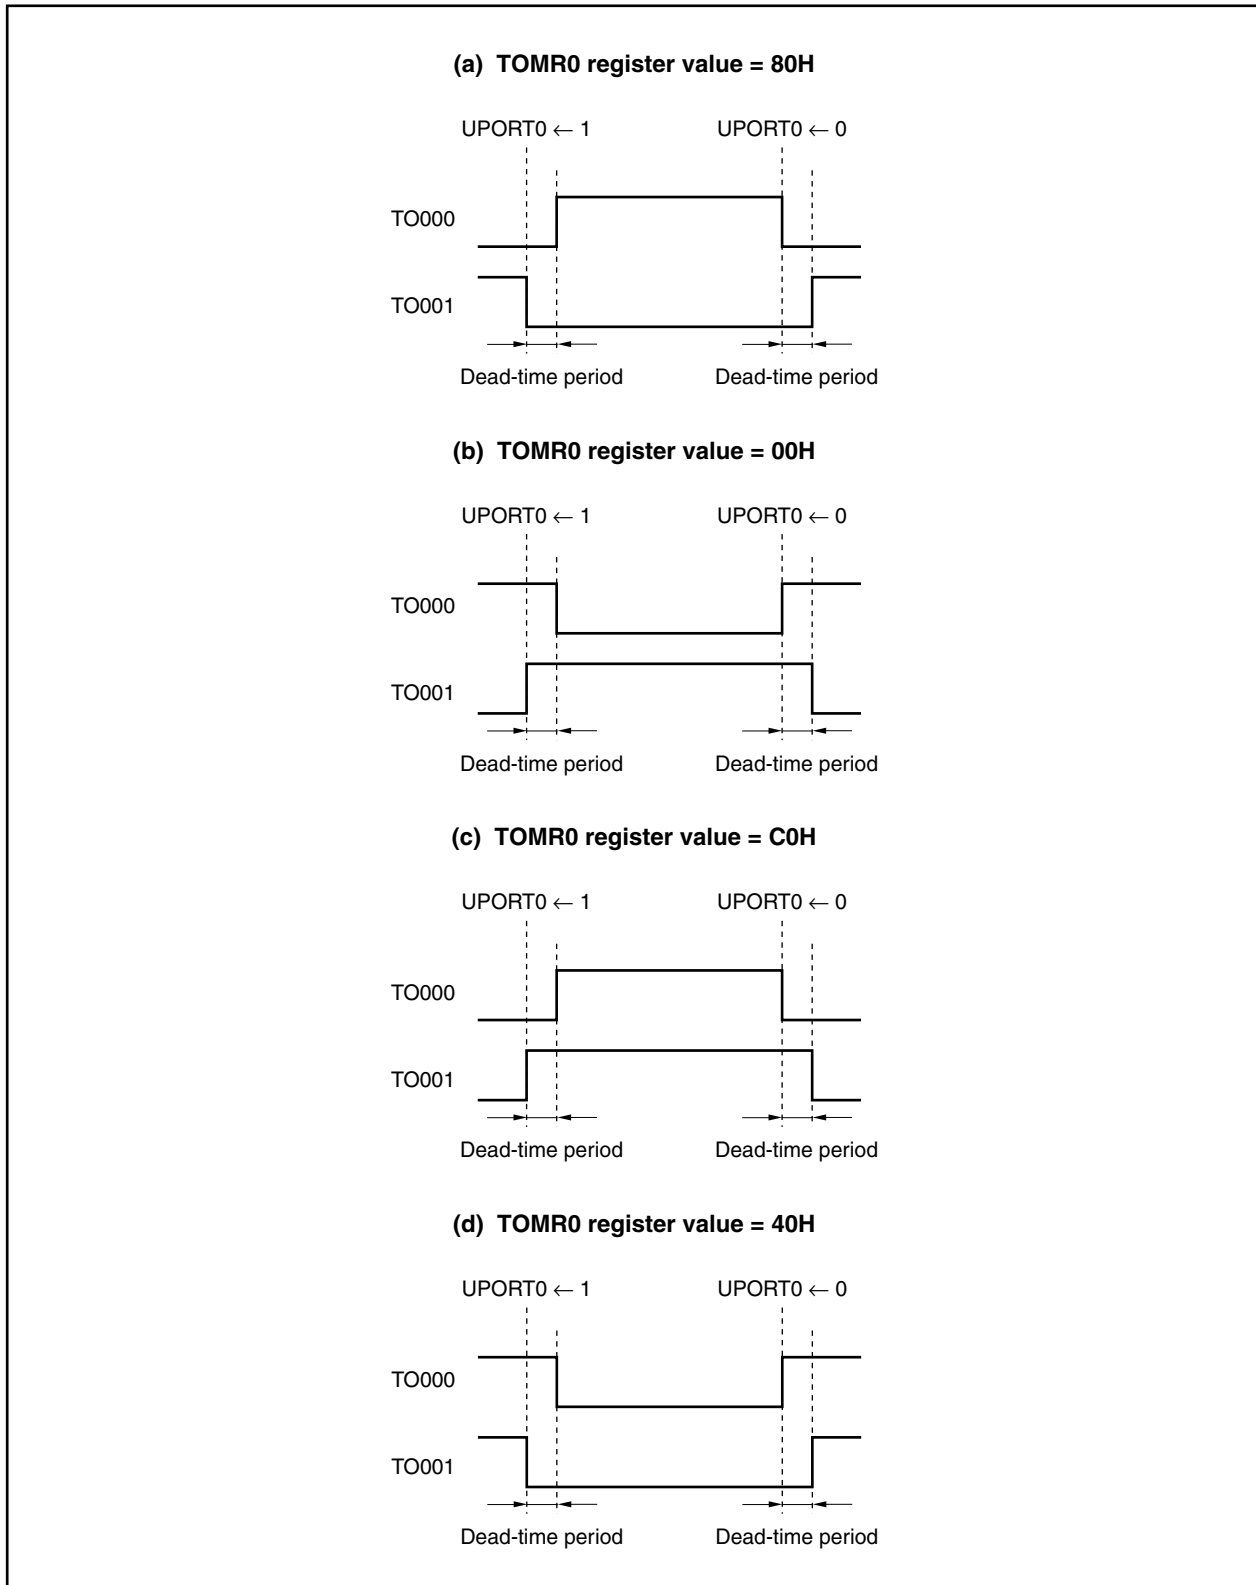 (a) TOMR0 register value = 80H
UPORT0 ← 1 UPORT0 ← 0
TO000
TO001
Dead-time period Dead-time period
(b) TOMR0 register value = 00H
UPORT0 ← 1 UPORT0 ← 0
TO000
TO001
Dead-time period Dead-time period
(c) TOMR0 register value = C0H
UPORT0 ← 1 UPORT0 ← 0
TO000
TO001
Dead-time period Dead-time period
(d) TOMR0 register value = 40H
UPORT0 ← 1 UPORT0 ← 0
TO000
TO001
Dead-time period Dead-time period